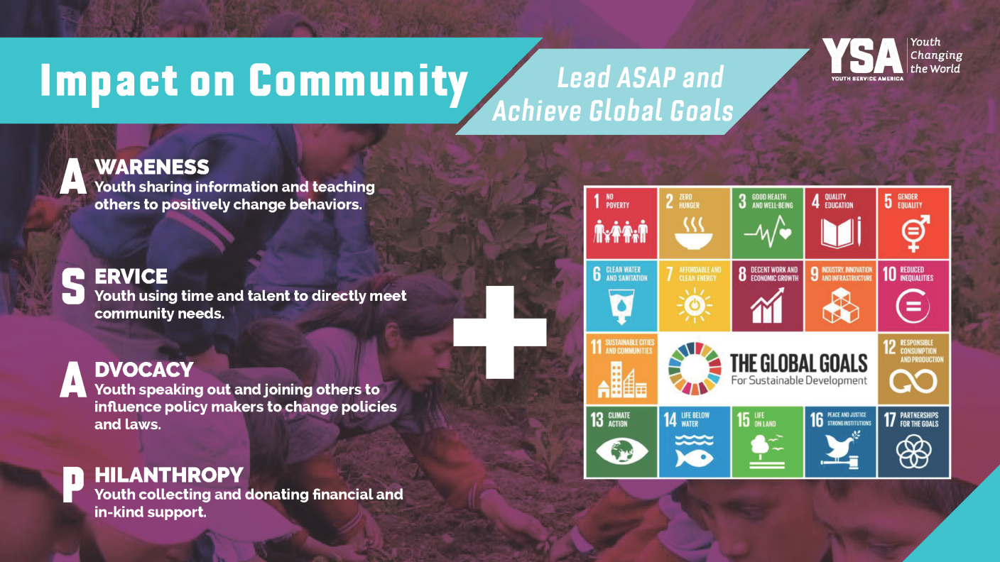 Impact on Community
Lead ASAP and
Achieve Global Goals
YSA
YOUTH SERVICE AMERICA
Youth
Changing
the World
AWARENESS
Youth sharing information and teaching
others to positively change behaviors.
SERVICE
Youth using time and talent to directly meet
community needs.
ADVOCACY
Youth speaking out and joining others to
influence policy makers to change policies
and laws.
PHILANTHROPY
Youth collecting and donating financial and
in-kind support.
1 NO
POVERTY
2 ZERO
HUNGER
3 GOOD HEALTH
AND WELL-BEING
4 QUALITY
EDUCATION
5 GENDER
EQUALITY
6 CLEAN WATER
AND SANITATION
7 AFFORDABLE AND
CLEAN ENERGY
8 DECENT WORK AND
ECONOMIC GROWTH
9 INDUSTRY, INNOVATION
AND INFRASTRUCTURE
10 REDUCED
INEQUALITIES
11 SUSTAINABLE CITIES
AND COMMUNITIES
THE GLOBAL GOALS
For Sustainable Development
12 RESPONSIBLE
CONSUMPTION
AND PRODUCTION
13 CLIMATE
ACTION
14 LIFE BELOW
WATER
15 LIFE
ON LAND
16 PEACE AND JUSTICE
STRONG INSTITUTIONS
17 PARTNERSHIPS
FOR THE GOALS